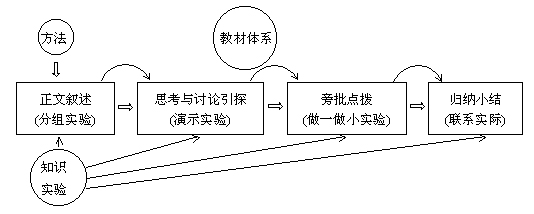 方法
教材体系
正文叙述
(分组实验)
思考与讨论引探
(演示实验)
旁批点拨
(做一做小实验)
归纳小结
(联系实际)
知识
实验